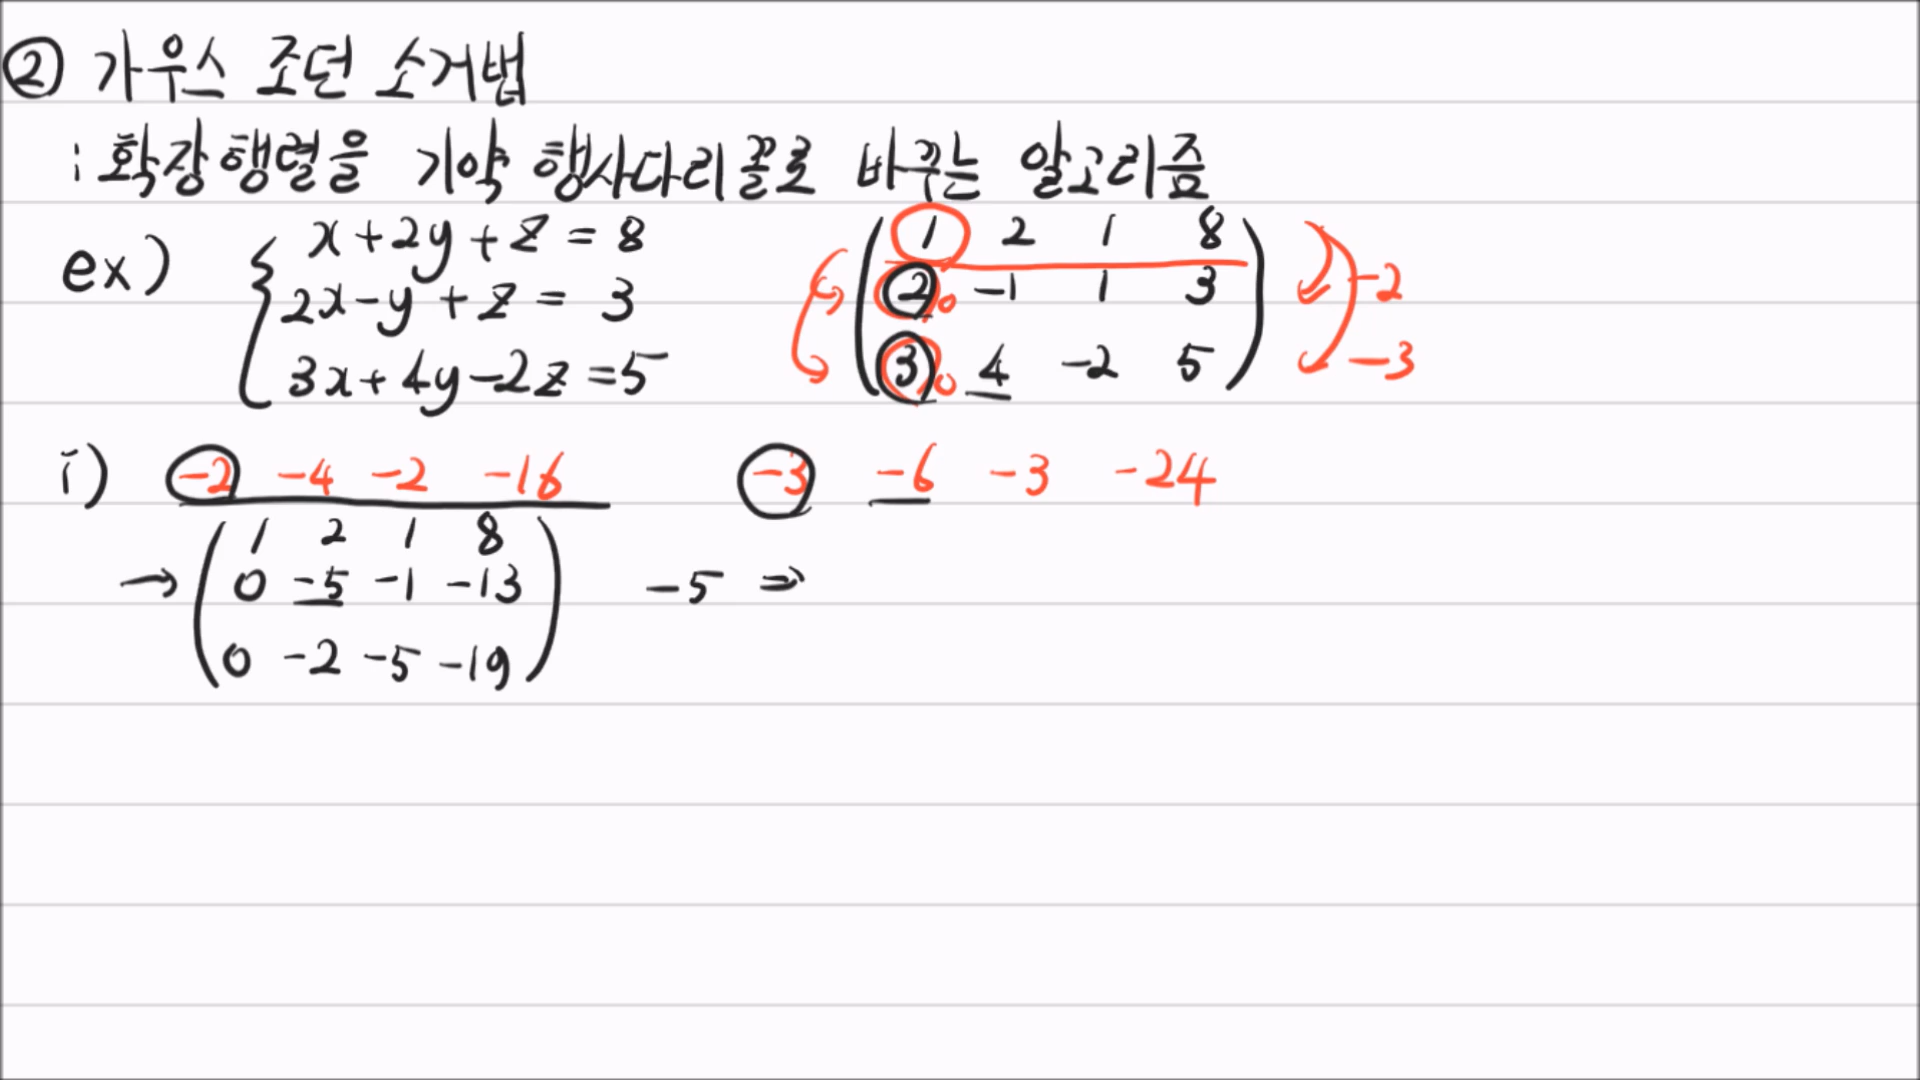 ② 가우스 조던 소거법
: 확장행렬을 기약 행사다리꼴로 바꾸는 알고리즘
ex) x+2y+z=8
2x-y+z=3
3x+4y-2z=5
1 2 1 8
2 0 -1 1 3 -2
3 0 4 -2 5 -3
i) -2 -4 -2 -16 -3 -6 -3 -24
1 2 1 8
→ 0 -5 -1 -13 -5 ⇒
0 -2 -5 -19